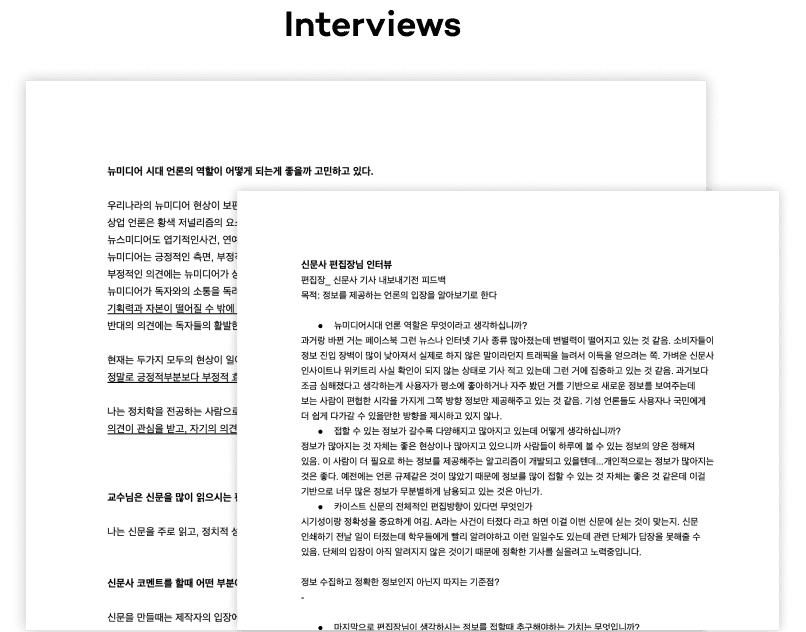 Interviews
뉴미디어 시대 언론의 역할이 어떻게 되는게 좋을까 고민하고 있다.
우리나라의 뉴미디어 현상이 보편
상업 언론은 황색 저널리즘의 요소
뉴스미디어도 엽기적인사건, 연예
뉴미디어는 긍정적인 측면, 부정적
부정적인 의견에는 뉴미디어가 상
뉴미디어가 독자와의 소통을 독려
기획력과 자본이 떨어질 수 밖에
반대의 의견에는 독자들의 활발한
현재는 두가지 모두의 현상이 일어
정말로 긍정적부분보다 부정적 효
나는 정치학을 전공하는 사람으로
의견이 관심을 받고, 자기의 의견
교수님은 신문을 많이 읽으시는
나는 신문을 주로 읽고, 정치적 성
신문사 코멘트를 할때 어떤 부분
신문을 만들때는 제작자의 입장에
신문사 편집장님 인터뷰
편집장_ 신문사 기사 내보내기전 피드백
목적: 정보를 제공하는 언론의 입장을 알아보기로 한다
● 뉴미디어시대 언론 역할은 무엇이라고 생각하십니까?
과거랑 바뀐 거는 페이스북 그런 뉴스나 인터넷 기사 종류 많아졌는데 변별력이 떨어지고 있는 것 같음. 소비자들이
정보 진입 장벽이 많이 낮아져서 실제로 하지 않은 말이라던지 트래픽을 늘려서 이득을 얻으려는 쪽. 가벼운 신문사
인사이트나 위키트리 사실 확인이 되지 않는 상태로 기사 적고 있는데 그런 거에 집중하고 있는 것 같음. 과거보다
조금 심해졌다고 생각하는게 사용자가 평소에 좋아하거나 자주 봤던 거를 기반으로 새로운 정보를 보여주는데
보는 사람이 편협한 시각을 가지게 그쪽 방향 정보만 제공해주고 있는 것 같음. 기성 언론들도 사용자나 국민에게
더 쉽게 다가갈 수 있을만한 방향을 제시하고 있지 않나.
● 접할 수 있는 정보가 갈수록 다양해지고 많아지고 있는데 어떻게 생각하십니까?
정보가 많아지는 것 자체는 좋은 현상이나 많아지고 있으니까 사람들이 하루에 볼 수 있는 정보의 양은 정해져
있음. 이 사람이 더 필요로 하는 정보를 제공해주는 알고리즘이 개발되고 있을텐데...개인적으로는 정보가 많아지는
것은 좋다. 예전에는 언론 규제같은 것이 많았기 때문에 정보를 많이 접할 수 있는 것 자체는 좋은 것 같은데 이걸
기반으로 너무 많은 정보가 무분별하게 남용되고 있는 것은 아닌가.
● 카이스트 신문의 전체적인 편집방향이 있다면 무엇인가
시기성이랑 정확성을 중요하게 여김. A라는 사건이 터졌다 라고 하면 이걸 이번 신문에 싣는 것이 맞는지. 신문
인쇄하기 전날 일이 터졌는데 학우들에게 빨리 알려야하고 이런 일일수도 있는데 관련 단체가 답장을 못해줄 수
있음. 단체의 입장이 아직 알려지지 않은 것이기 때문에 정확한 기사를 실을려고 노력중입니다.
정보 수집하고 정확한 정보인지 아닌지 따지는 기준점?
-
● 마지막으로 편집장님이 생각하시는 정보를 접할때 추구해야하는 가치는 무엇입니까?